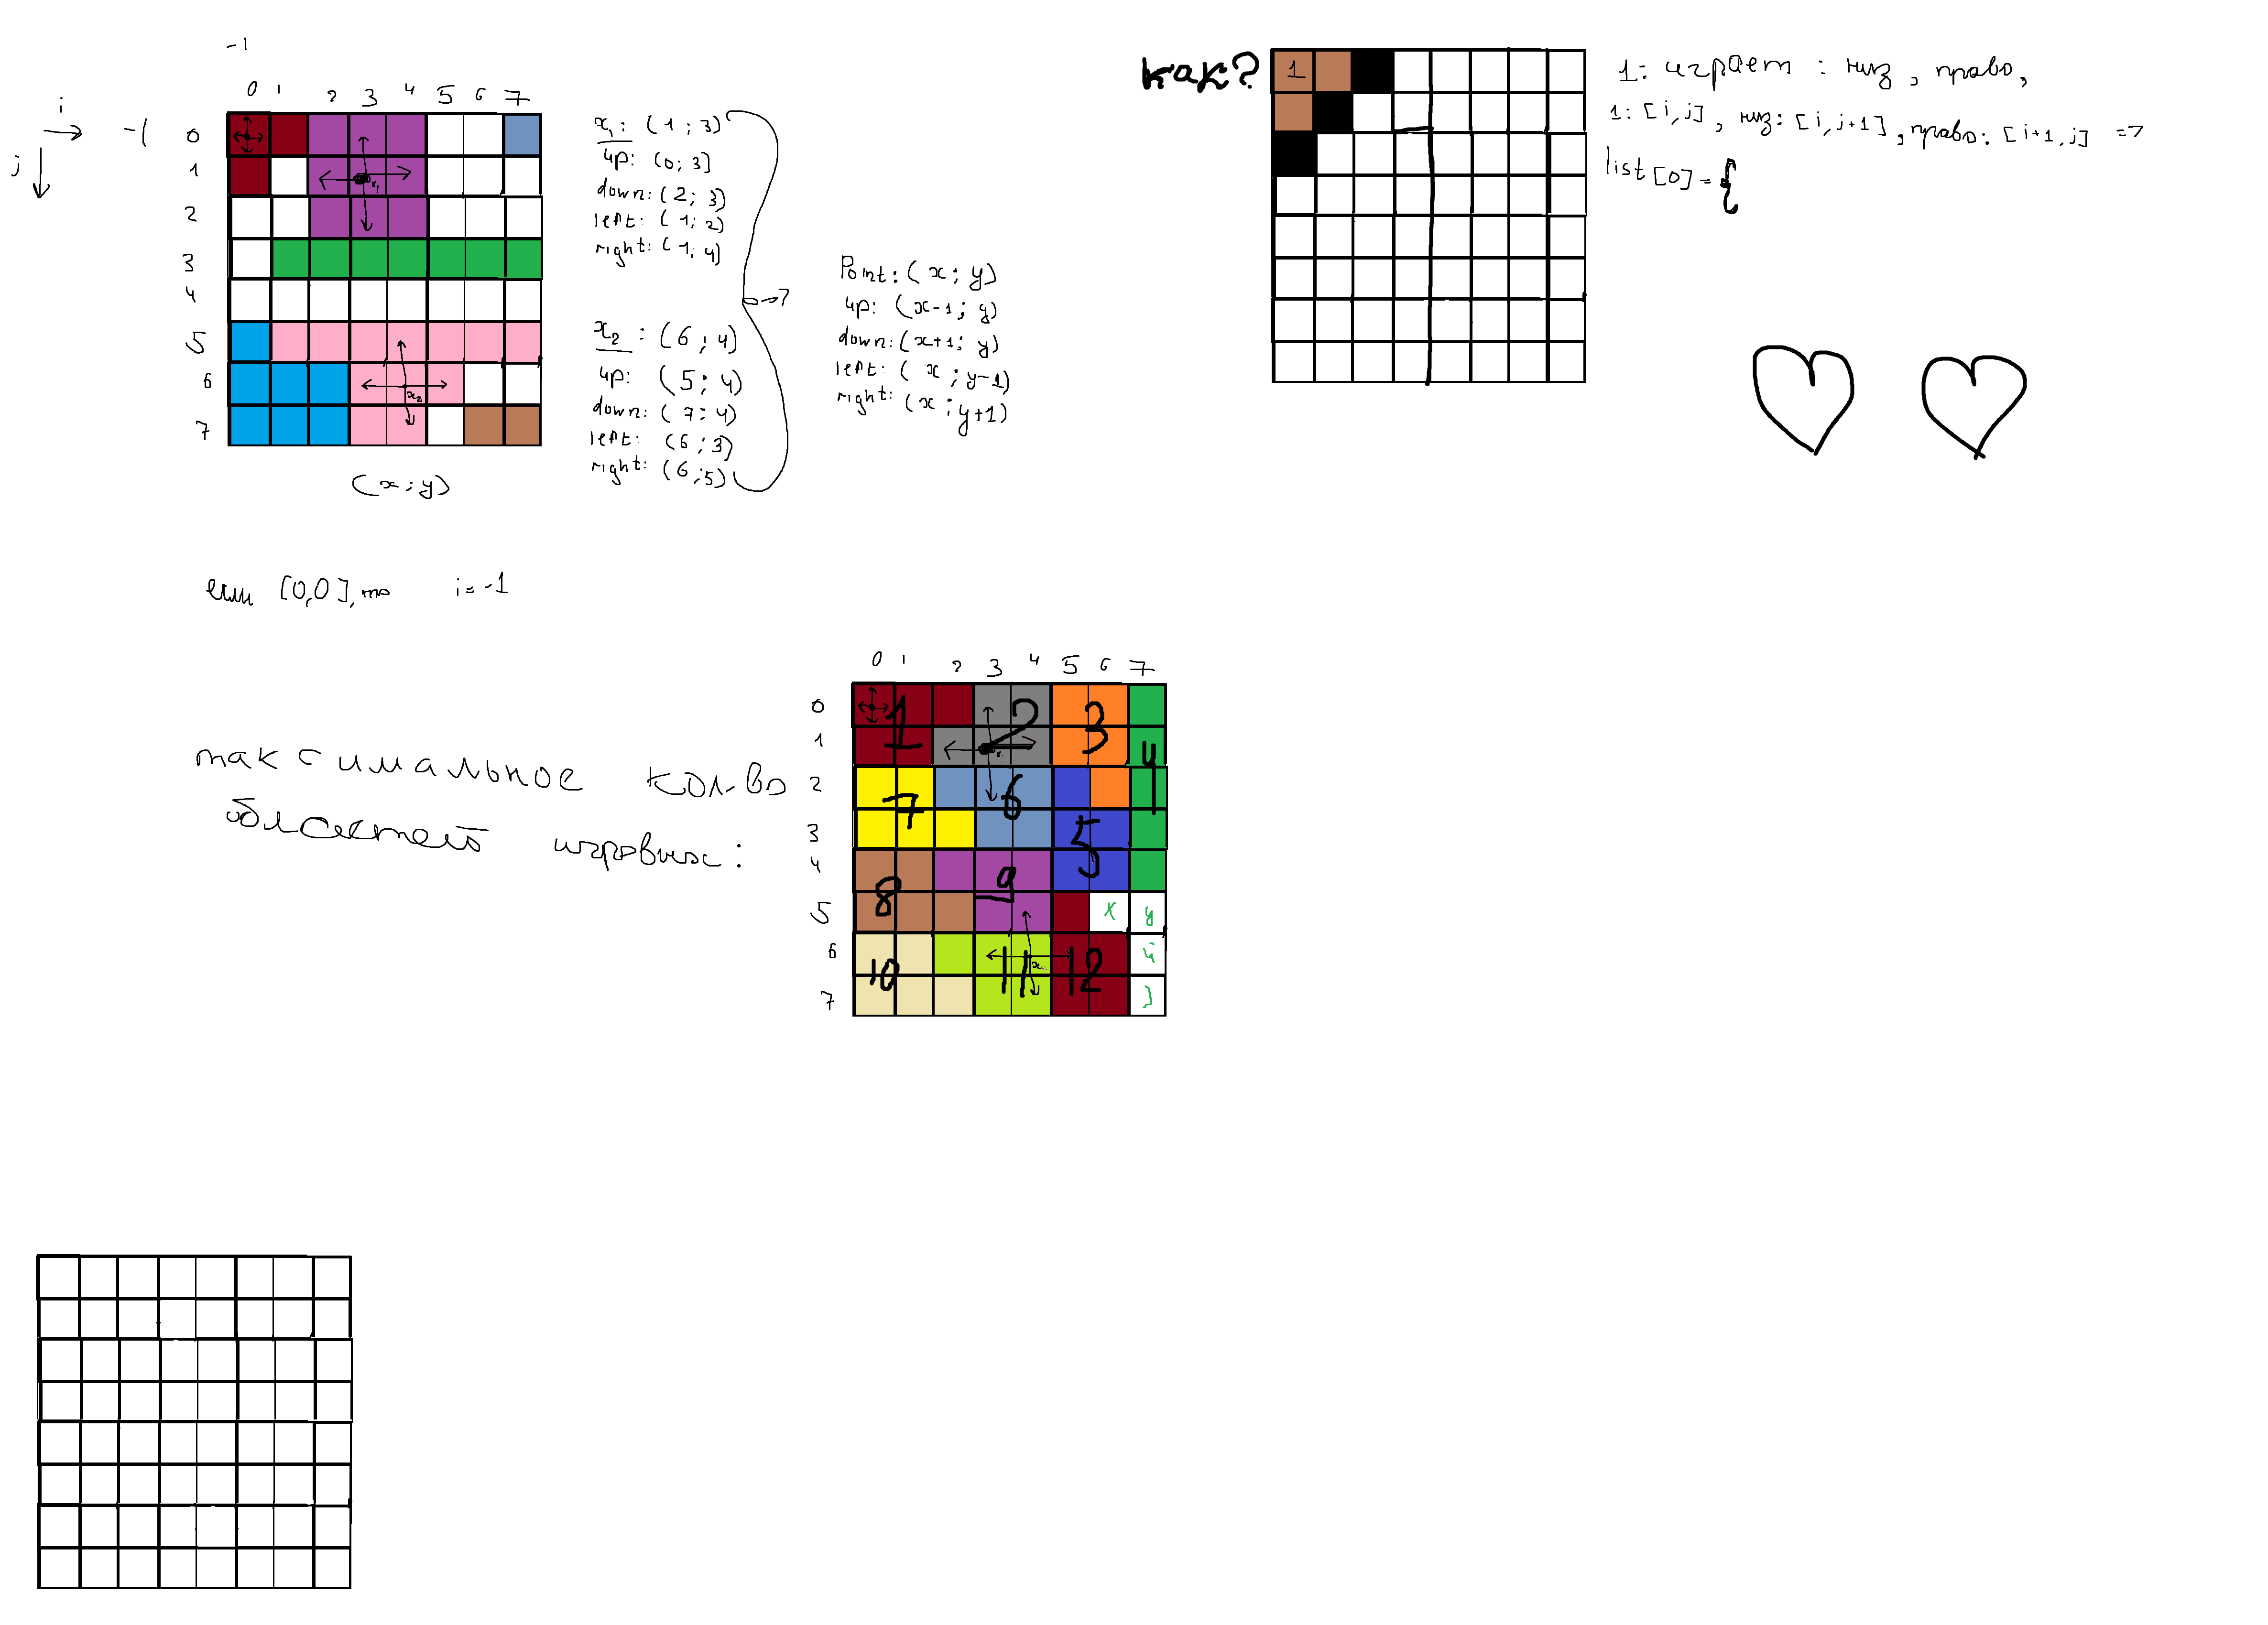 -1
0 1 2 3 4 5 6 7
i
-1
j
0
1
2
3
4
5
6
7
x₁
x₂
(x; y)
x₁: (1; 3)
up: (0; 3)
down: (2; 3)
left: (1; 2)
right: (1; 4)
x₂: (6; 4)
up: (5; 4)
down: (7; 4)
left: (6; 3)
right: (6; 5)
=>
Point: (x; y)
up: (x-1; y)
down: (x+1; y)
left: (x; y-1)
right: (x; y+1)
как?
1
1: играет: низ, право,
1: [i, j], низ: [i, j+1], право: [i+1, j] =>
list [0] = {
если [0,0], то i = -1
максимальное кол-во
областей игровых:
0 1 2 3 4 5 6 7
0
1
2
3
4
5
6
7
1 2 3 4
7 6 5
8 9
10 11 12
х у
й